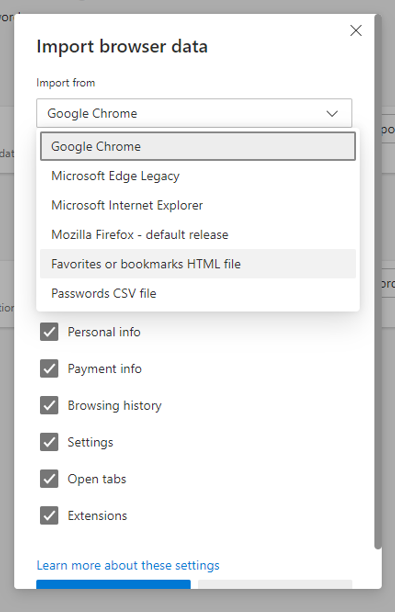 Import browser data
Import from
Google Chrome
Google Chrome
Microsoft Edge Legacy
Microsoft Internet Explorer
Mozilla Firefox - default release
Favorites or bookmarks HTML file
Passwords CSV file
Personal info
Payment info
Browsing history
Settings
Open tabs
Extensions
Learn more about these settings